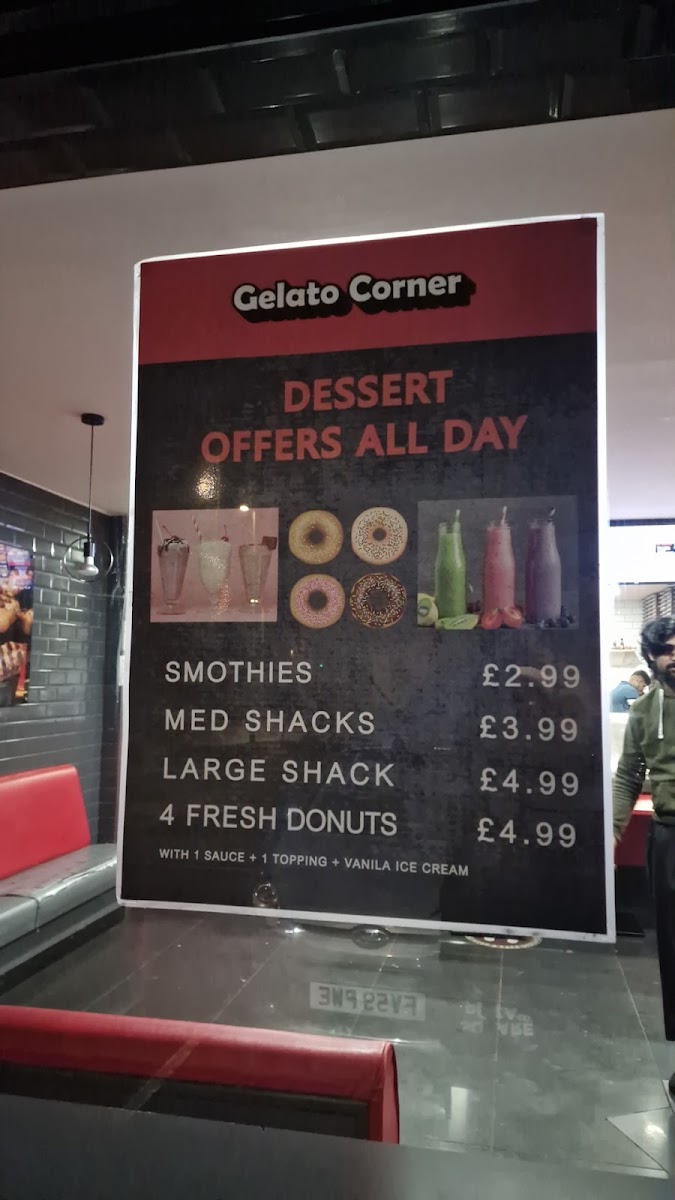 Gelato Corner
DESSERT
OFFERS ALL DAY
SMOTHIES £2.99
MED SHACKS £3.99
LARGE SHACK £4.99
4 FRESH DONUTS £4.99
WITH 1 SAUCE + 1 TOPPING + VANILA ICE CREAM